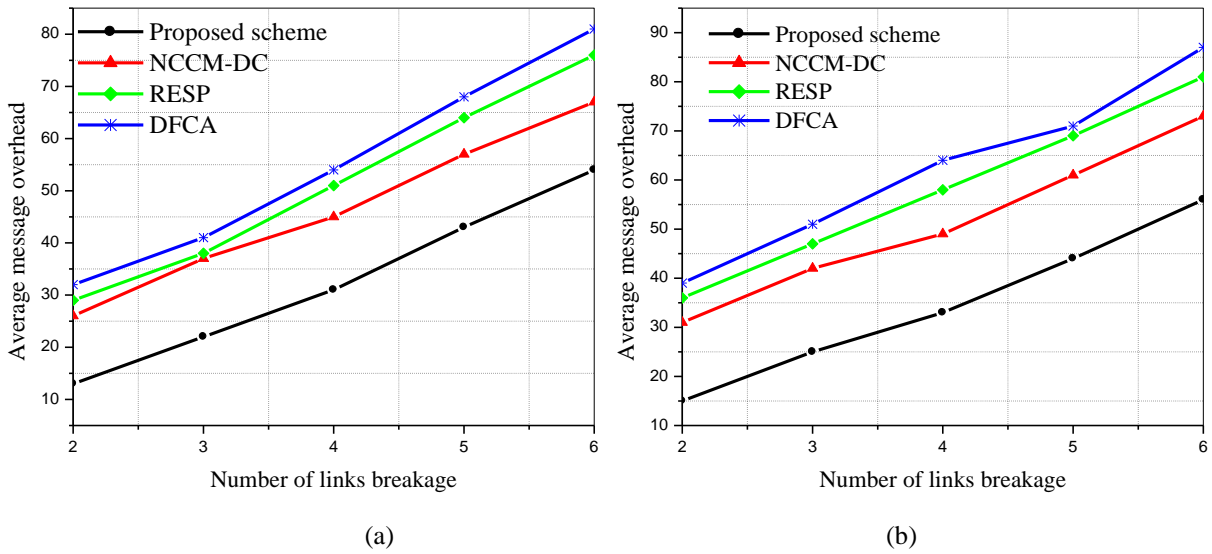 80
70
60
50
40
30
20
10
Average message overhead
Proposed scheme
NCCM-DC
RESP
DFCA
2 3 4 5 6
Number of links breakage
(a)
90
80
70
60
50
40
30
20
10
Average message overhead
Proposed scheme
NCCM-DC
RESP
DFCA
2 3 4 5 6
Number of links breakage
(b)